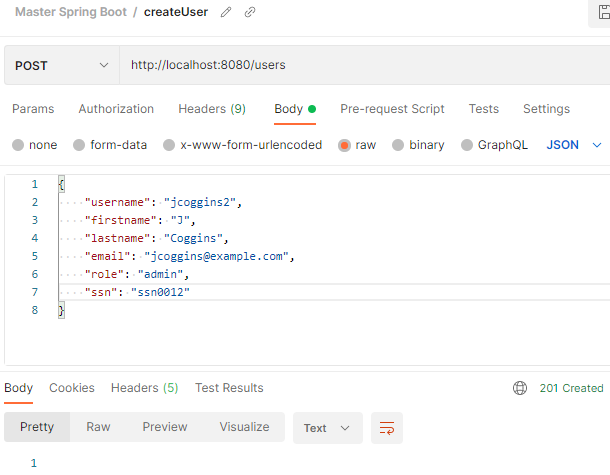 Master Spring Boot / createUser
POST http://localhost:8080/users
Params Authorization Headers (9) Body Pre-request Script Tests Settings
none form-data x-www-form-urlencoded raw binary GraphQL JSON
1 {
2 "username": "jcoggins2",
3 "firstname": "J",
4 "lastname": "Coggins",
5 "email": "jcoggins@example.com",
6 "role": "admin",
7 "ssn": "ssn0012"
8 }
Body Cookies Headers (5) Test Results 201 Created
Pretty Raw Preview Visualize Text
1